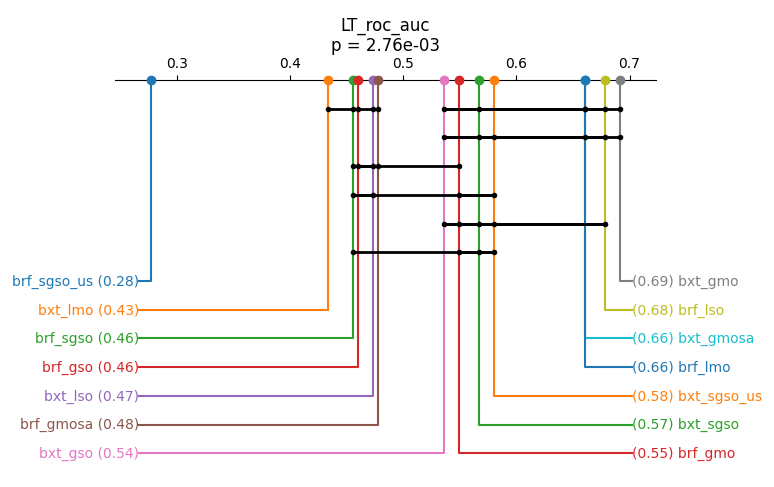 LT_roc_auc
p = 2.76e-03
0.3 0.4 0.5 0.6 0.7
brf_sgso_us (0.28) (0.69) bxt_gmo
bxt_lmo (0.43) (0.68) brf_lso
brf_sgso (0.46) (0.66) bxt_gmosa
brf_gso (0.46) (0.66) brf_lmo
bxt_lso (0.47) (0.58) bxt_sgso_us
brf_gmosa (0.48) (0.57) bxt_sgso
bxt_gso (0.54) (0.55) brf_gmo